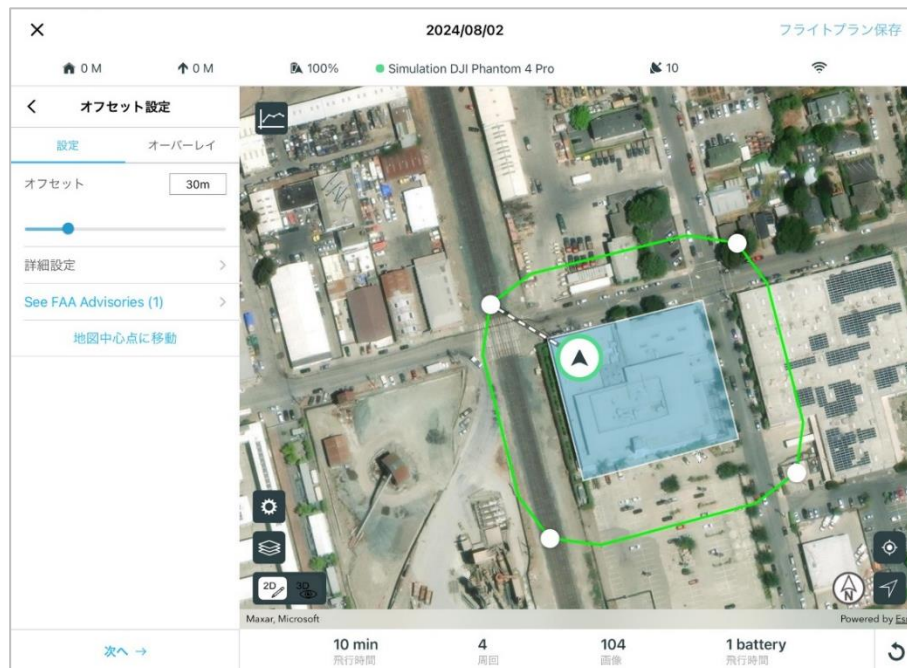 2024/08/02
フライトプラン保存
0 M
0 M
100%
Simulation DJI Phantom 4 Pro
10
オフセット設定
設定
オーバーレイ
オフセット
30m
詳細設定
See FAA Advisories (1)
地図中心点に移動
2D
3D
N
Maxar, Microsoft
Powered by Esri
次へ →
10 min
飛行時間
4
周回
104
画像
1 battery
飛行時間